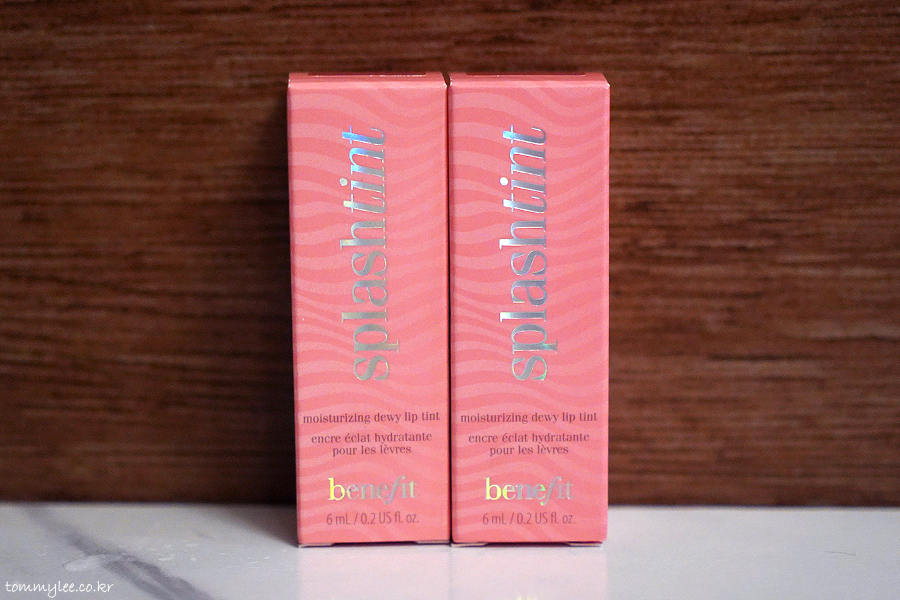 splashtint
moisturizing dewy lip tint
encre éclat hydratante
pour les lèvres
benefit
6 mL / 0.2 US fl. oz.
splashtint
moisturizing dewy lip tint
encre éclat hydratante
pour les lèvres
benefit
6 mL / 0.2 US fl. oz.
tommylee.co.kr